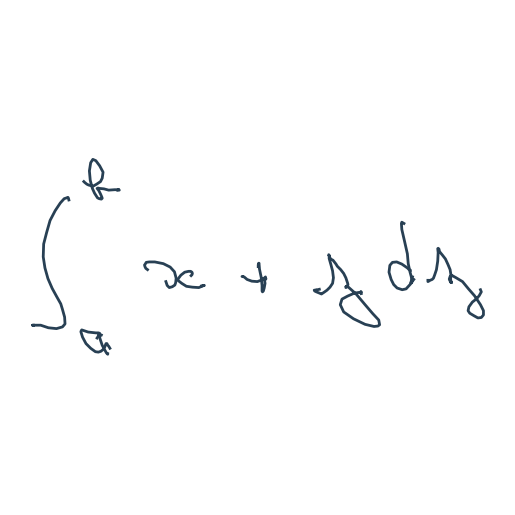 ∫_a^k x + y dy